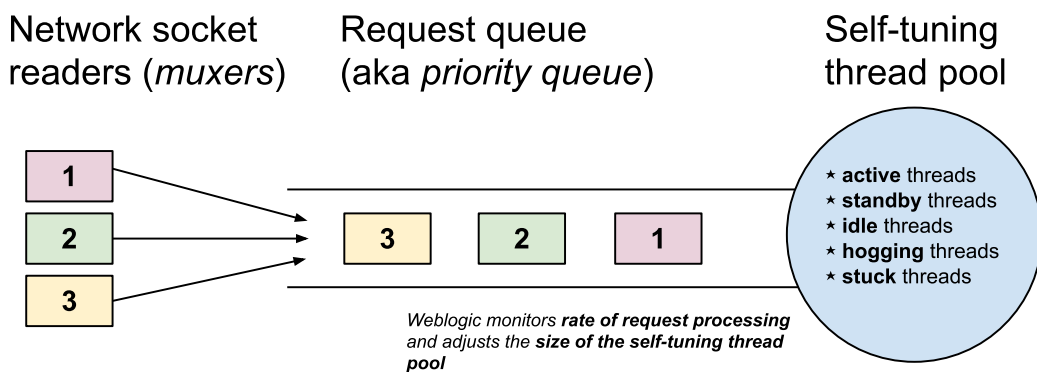 Network socket
readers (muxers)
Request queue
(aka priority queue)
Self-tuning
thread pool
1
2
3
3
2
1
★ active threads
★ standby threads
★ idle threads
★ hogging threads
★ stuck threads
Weblogic monitors rate of request processing
and adjusts the size of the self-tuning thread
pool